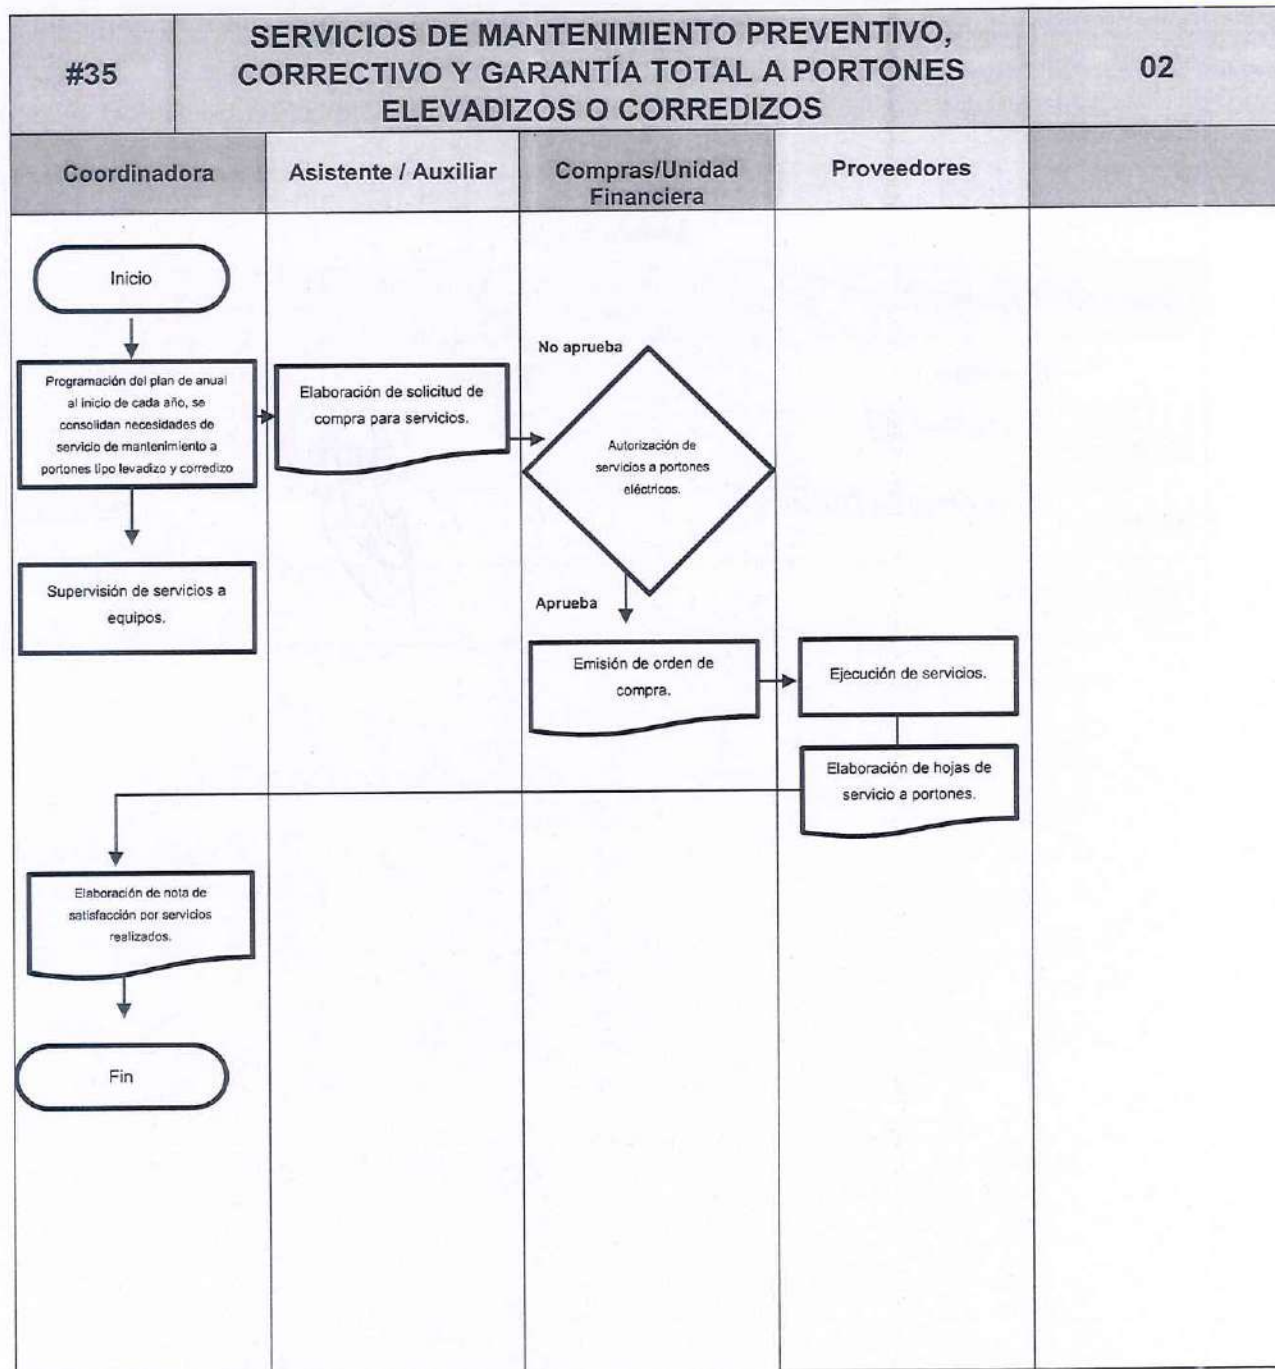 #35
SERVICIOS DE MANTENIMIENTO PREVENTIVO,
CORRECTIVO Y GARANTÍA TOTAL A PORTONES
ELEVADIZOS O CORREDIZOS
02
Coordinadora
Asistente / Auxiliar
Compras/Unidad
Financiera
Proveedores
Inicio
Programación del plan de anual
al inicio de cada año, se
consolidan necesidades de
servicio de mantenimiento a
portones tipo levadizo y corredizo
Elaboración de solicitud de
compra para servicios.
No aprueba
Autorización de
servicios a portones
eléctricos.
Supervisión de servicios a
equipos.
Aprueba
Emisión de orden de
compra.
Ejecución de servicios.
Elaboración de hojas de
servicio a portones.
Elaboración de nota de
satisfacción por servicios
realizados.
Fin